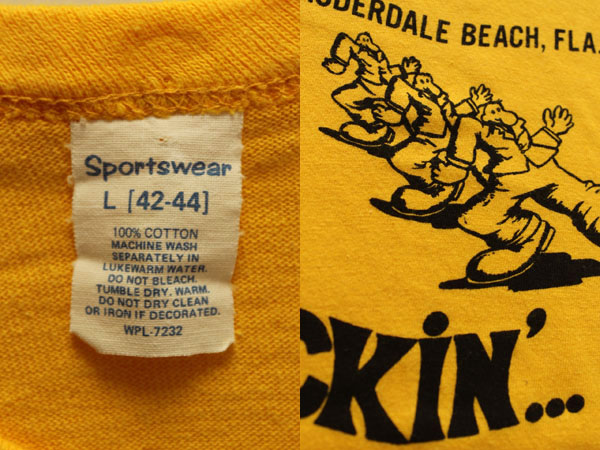 Sportswear
L [42-44]
100% COTTON
MACHINE WASH
SEPARATELY IN
LUKEWARM WATER.
DO NOT BLEACH.
TUMBLE DRY. WARM.
DO NOT DRY CLEAN
OR IRON IF DECORATED.
WPL-7232
UDERDALE BEACH, FLA.
CKiN'...